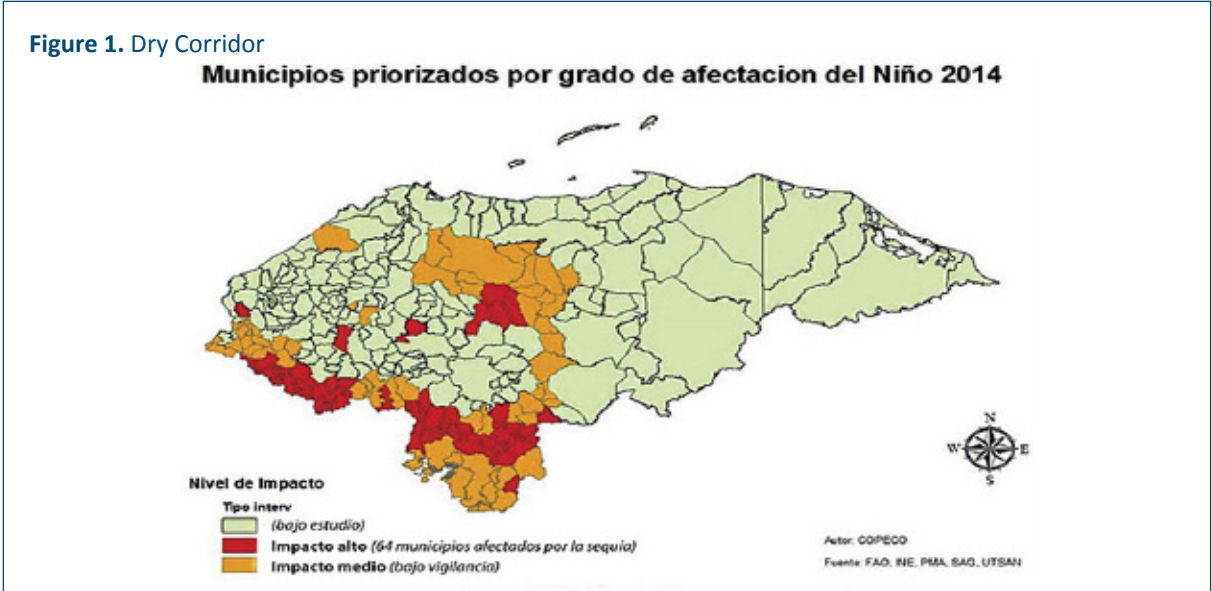 Figure 1. Dry Corridor
Municipios priorizados por grado de afectacion del Niño 2014
N
W E
S
Nivel de Impacto
Tipo interv
(bajo estudio)
Impacto alto (64 municipios afectados por la sequia)
Impacto medio (bajo vigilancia)
Autor: COPECO
Fuente: FAO, INE, PMA, SAG, UTSAN